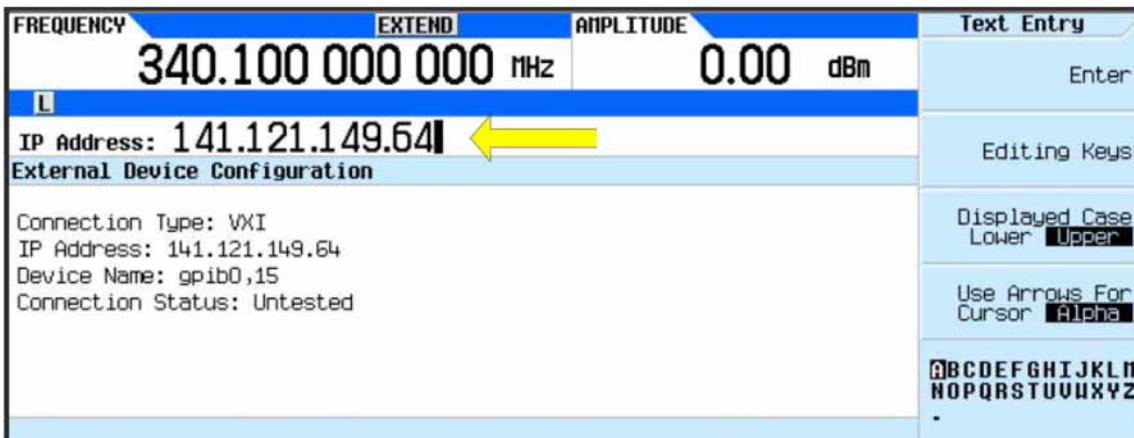 FREQUENCY EXTEND AMPLITUDE
340.100 000 000 MHz 0.00 dBm
L
IP Address: 141.121.149.64
External Device Configuration
Connection Type: VXI
IP Address: 141.121.149.64
Device Name: gpib0,15
Connection Status: Untested
Text Entry
Enter
Editing Keys
Displayed Case
Lower Upper
Use Arrows For
Cursor Alpha
ABCDEFGHIJKLM
NOPQRSTUVWXYZ
-